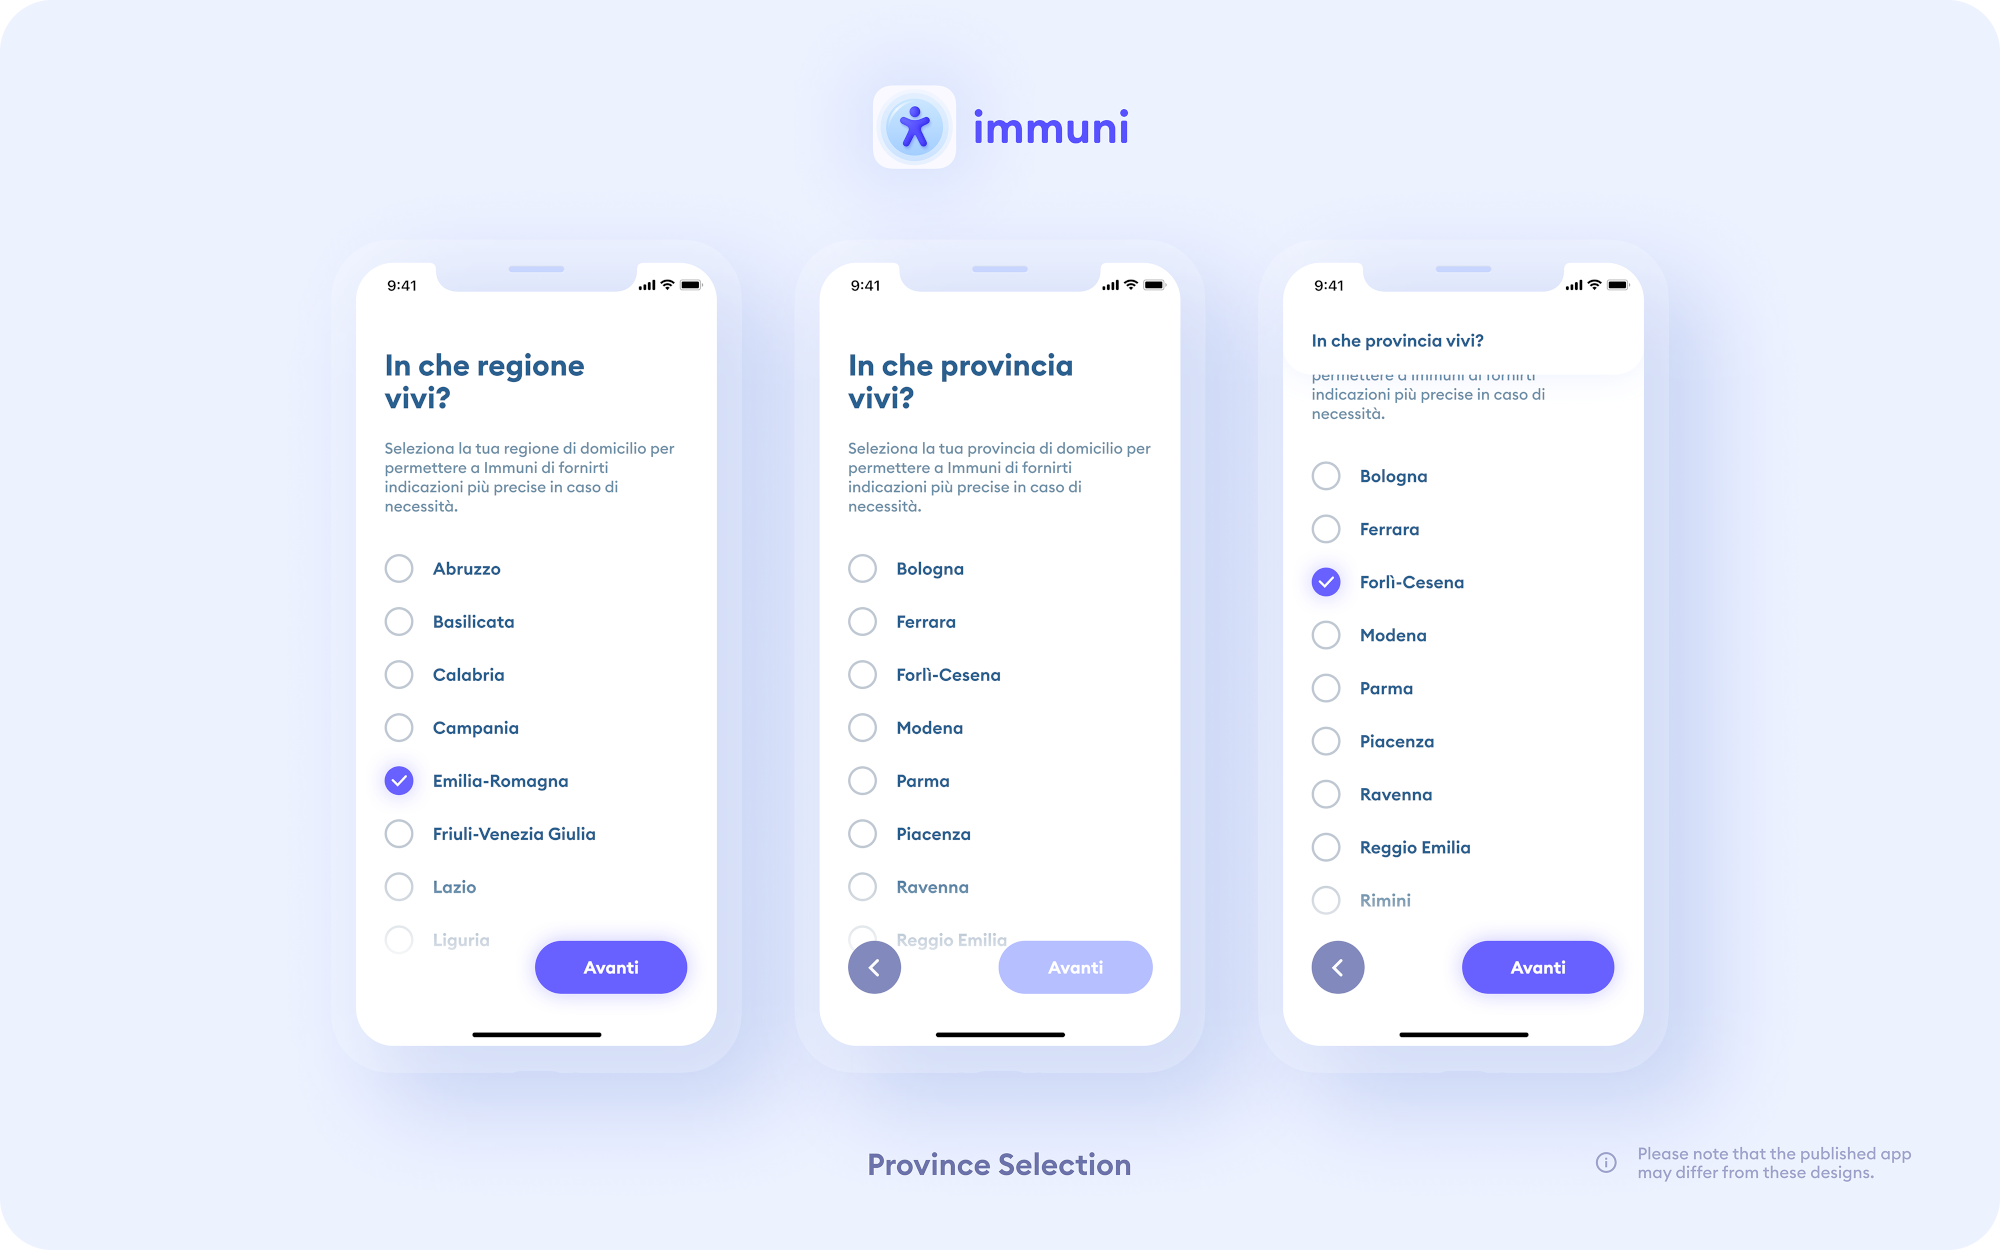 immuni
9:41
In che regione
vivi?
Seleziona la tua regione di domicilio per
permettere a Immuni di fornirti
indicazioni più precise in caso di
necessità.
Abruzzo
Basilicata
Calabria
Campania
Emilia-Romagna
Friuli-Venezia Giulia
Lazio
Liguria
Avanti
9:41
In che provincia
vivi?
Seleziona la tua provincia di domicilio per
permettere a Immuni di fornirti
indicazioni più precise in caso di
necessità.
Bologna
Ferrara
Forlì-Cesena
Modena
Parma
Piacenza
Ravenna
Reggio Emilia
Avanti
9:41
In che provincia vivi?
permettere a Immuni di fornirti
indicazioni più precise in caso di
necessità.
Bologna
Ferrara
Forlì-Cesena
Modena
Parma
Piacenza
Ravenna
Reggio Emilia
Rimini
Avanti
Province Selection
Please note that the published app
may differ from these designs.